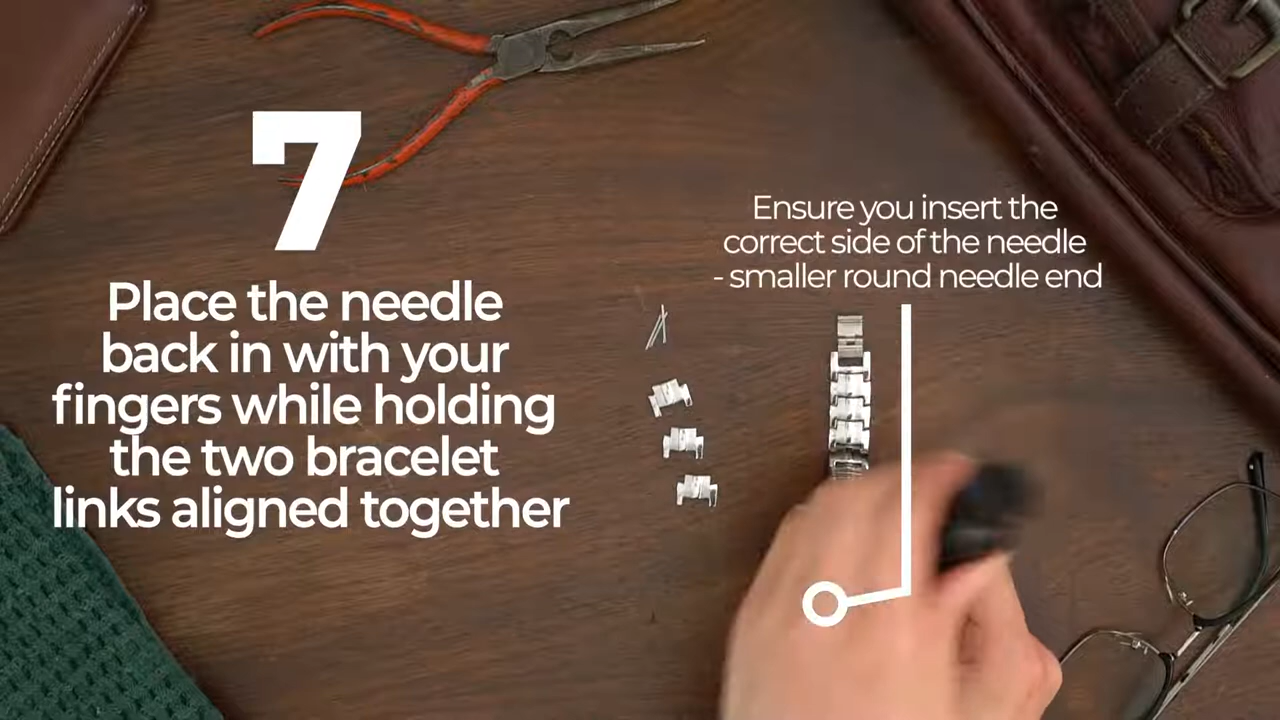 7
Place the needle
back in with your
fingers while holding
the two bracelet
links aligned together
Ensure you insert the
correct side of the needle
- smaller round needle end